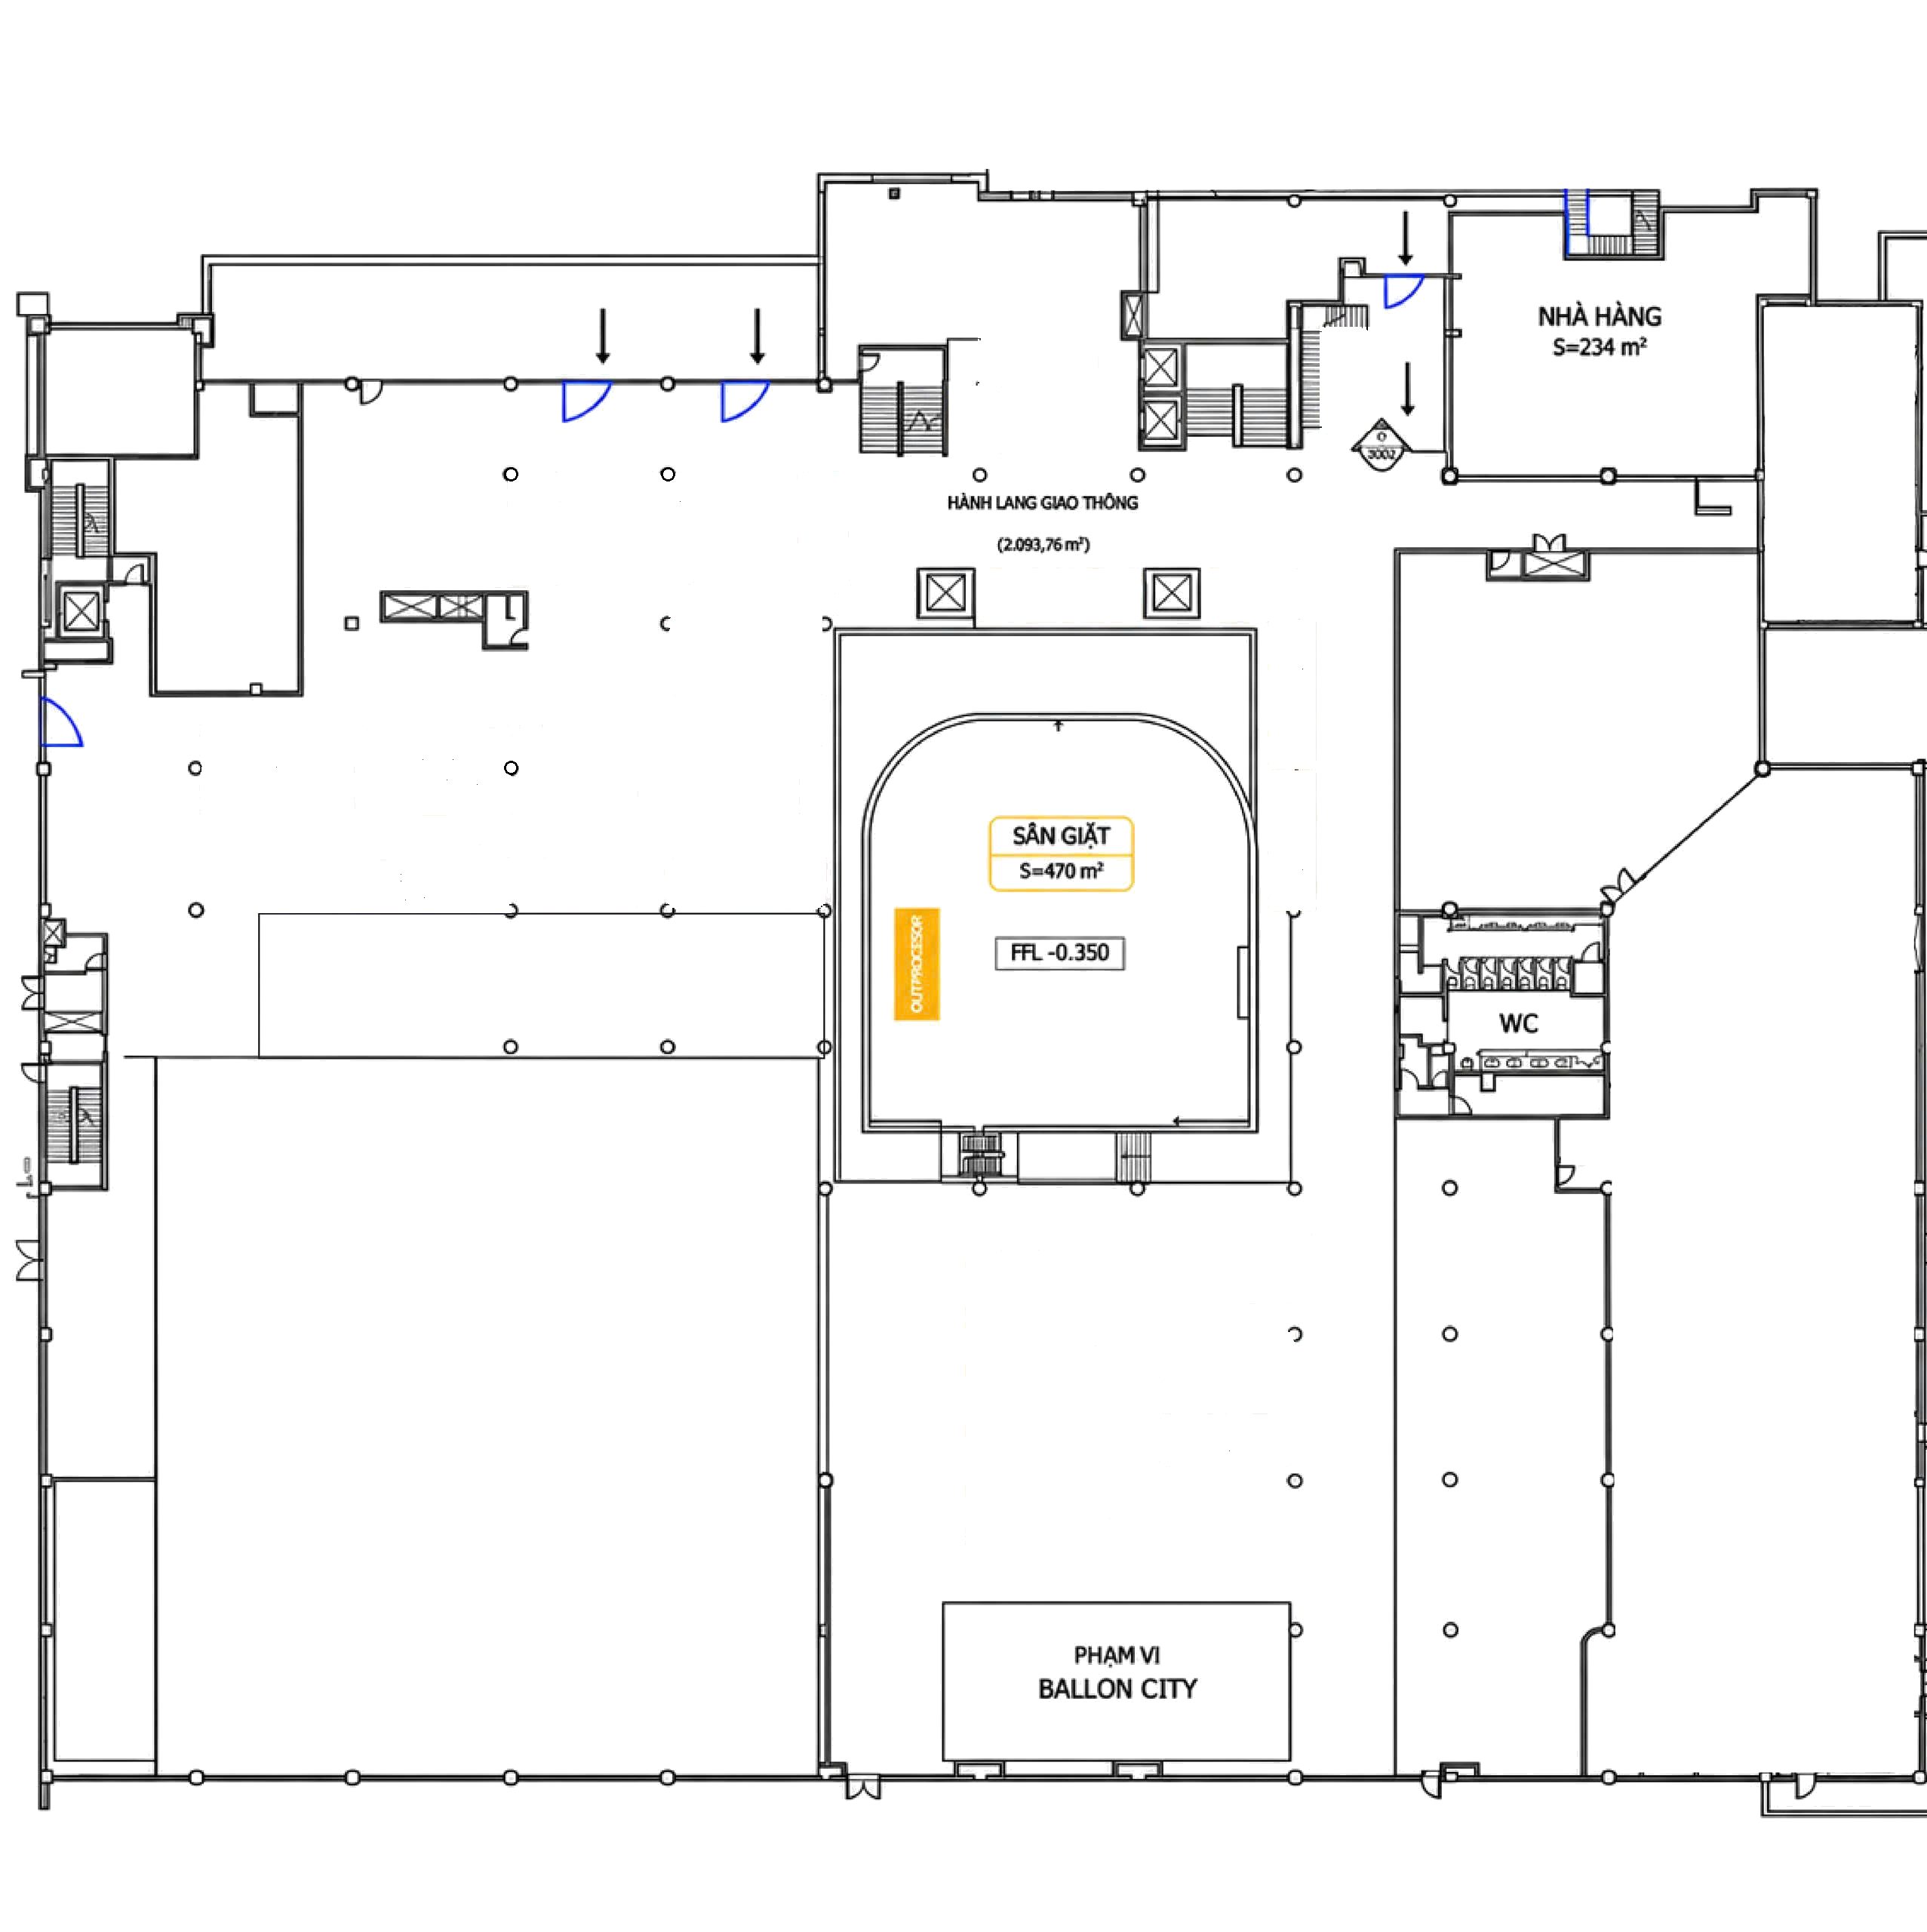 NHÀ HÀNG
S=234 m²
3002
HÀNH LANG GIAO THÔNG
(2.093,76 m²)
SÂN GIẶT
S=470 m²
OUTPROCESOR
FFL -0.350
WC
PHẠM VI
BALLON CITY